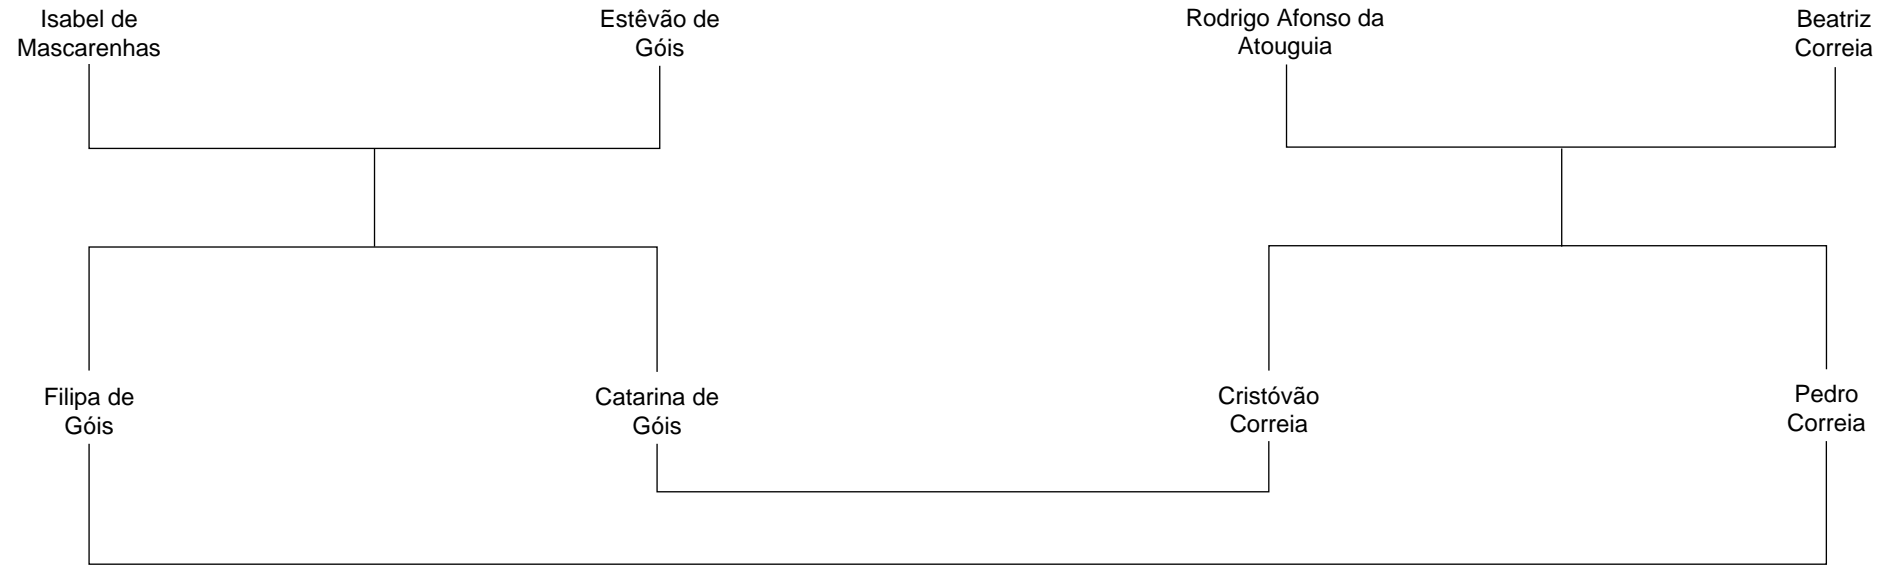 Isabel de
Mascarenhas
Estêvão de
Góis
Rodrigo Afonso da
Atouguia
Beatriz
Correia
Filipa de
Góis
Catarina de
Góis
Cristóvão
Correia
Pedro
Correia